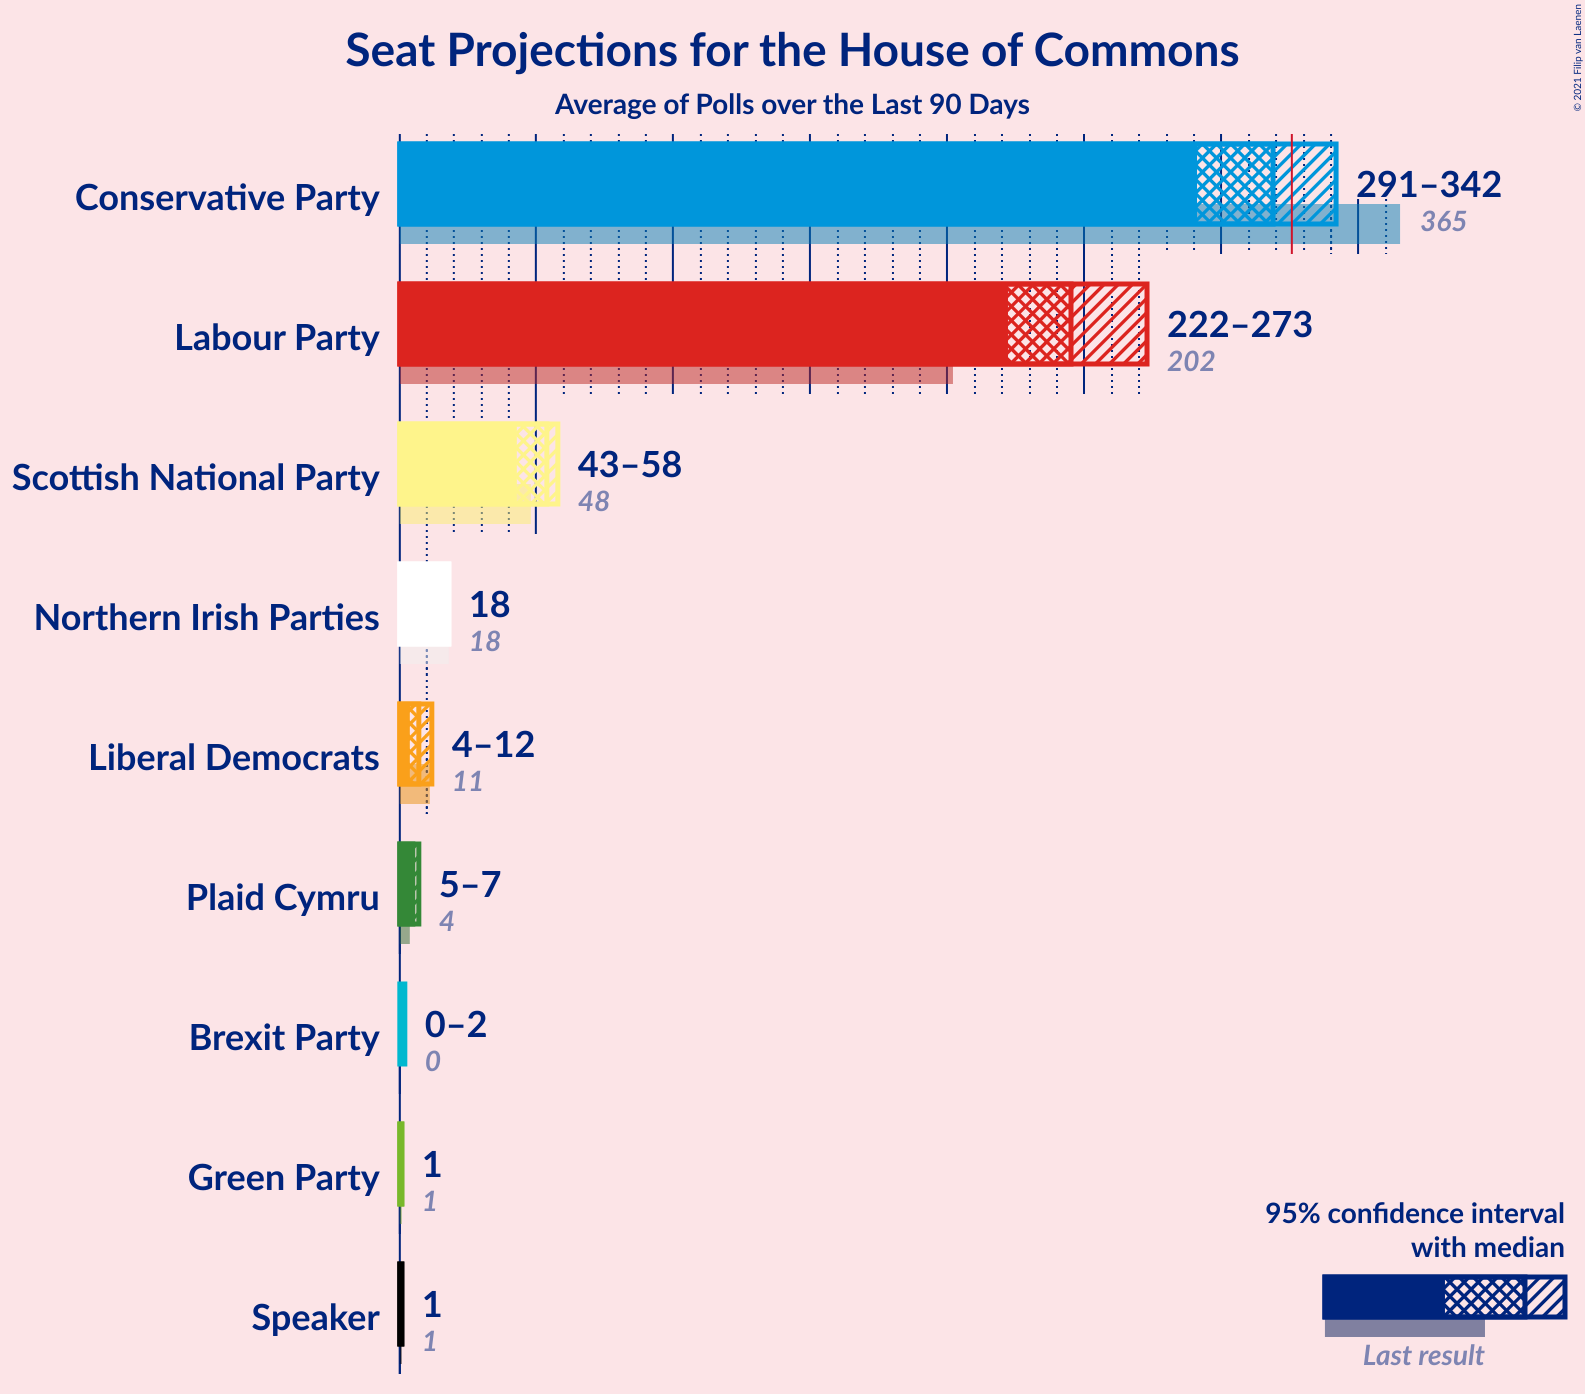 Seat Projections for the House of Commons
Average of Polls over the Last 90 Days
© 2021 Filip van Laenen
Conservative Party
291–342
365
Labour Party
222–273
202
Scottish National Party
43–58
48
Northern Irish Parties
18
18
Liberal Democrats
4–12
11
Plaid Cymru
5–7
4
Brexit Party
0–2
0
Green Party
1
1
Speaker
1
1
95% confidence interval
with median
Last result